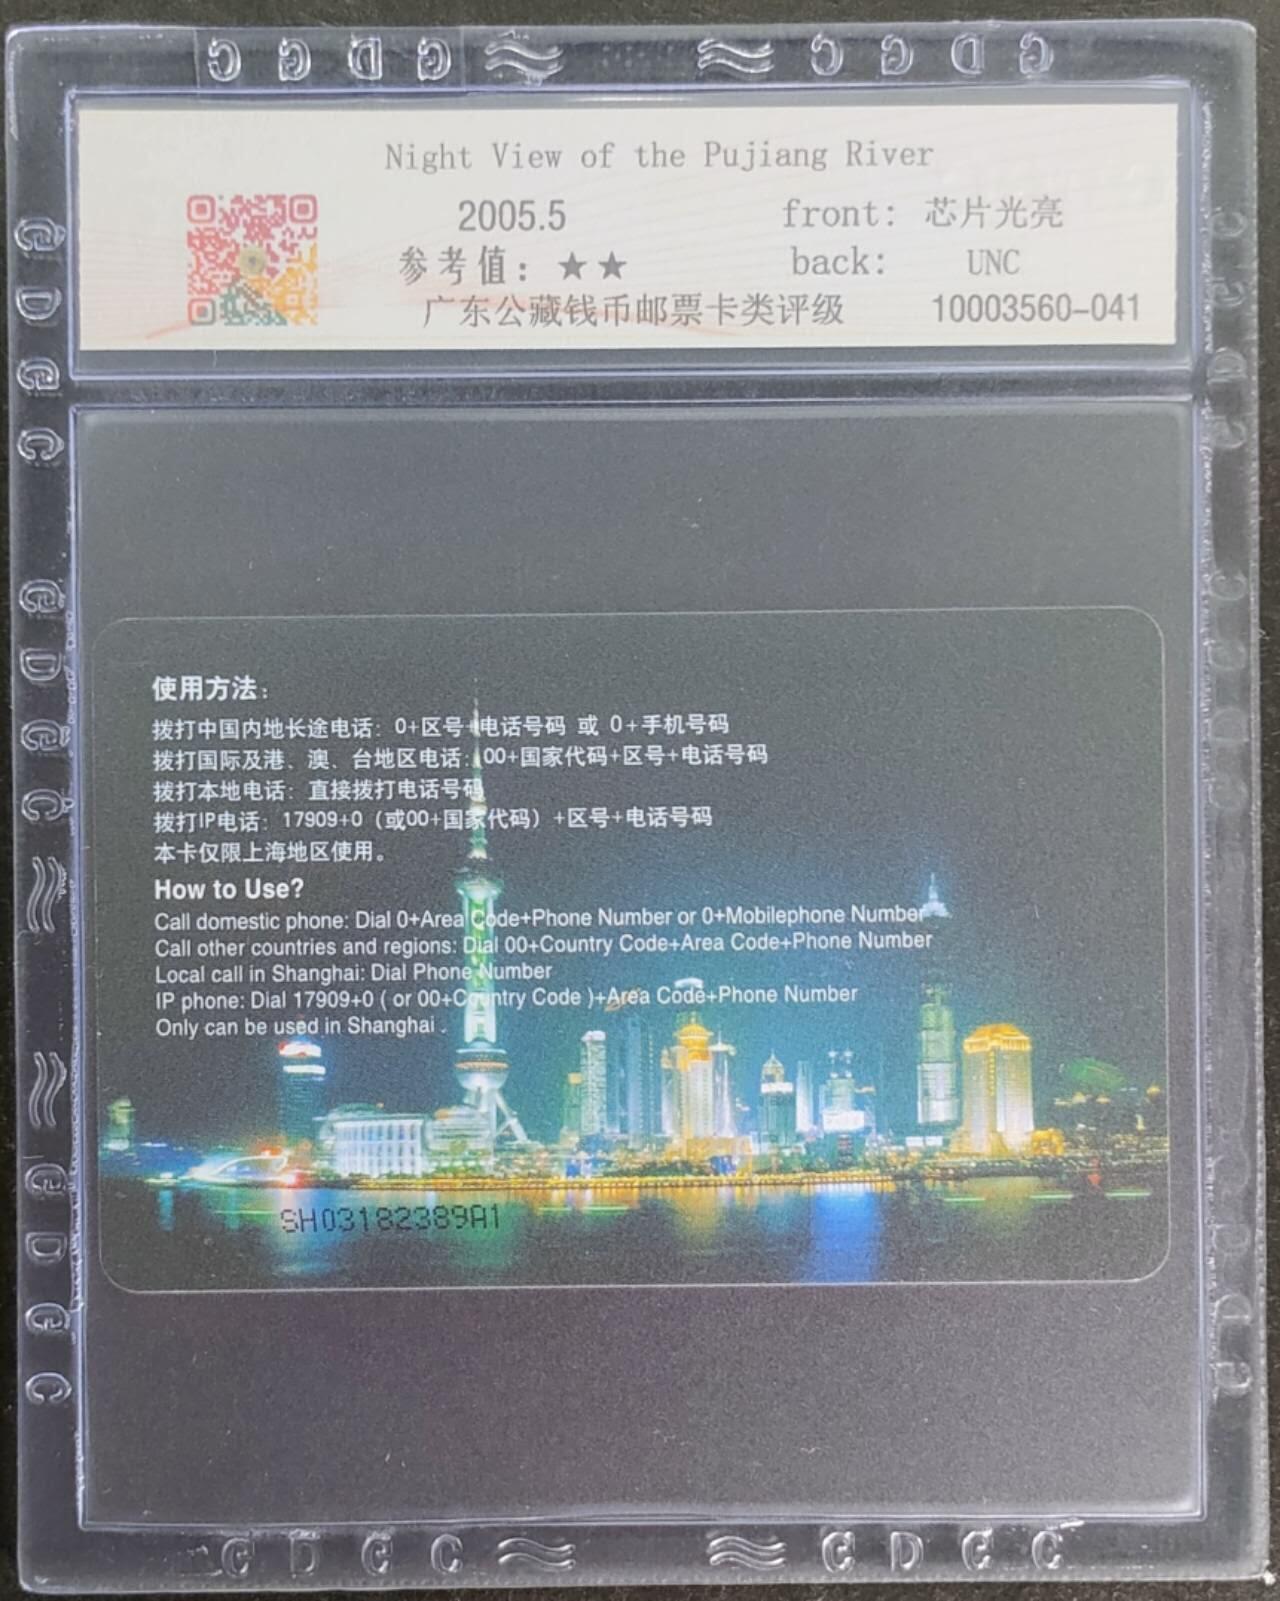 GDGC
GDGC
Night View of the Pujiang River
2005.5
front: 芯片光亮
参考值：★★
back: UNC
广东公藏钱币邮票卡类评级 10003560-041
使用方法：
拨打中国内地长途电话：0+区号+电话号码 或 0+手机号码
拨打国际及港、澳、台地区电话：00+国家代码+区号+电话号码
拨打本地电话：直接拨打电话号码
拨打IP电话：17909+0（或00+国家代码）+区号+电话号码
本卡仅限上海地区使用。
How to Use?
Call domestic phone: Dial 0+Area Code+Phone Number or 0+Mobilephone Number
Call other countries and regions: Dial 00+Country Code+Area Code+Phone Number
Local call in Shanghai: Dial Phone Number
IP phone: Dial 17909+0 ( or 00+Country Code )+Area Code+Phone Number
Only can be used in Shanghai .
SH03182389A1
GDGC
GDGC
GDGC
GDGC
GDGC